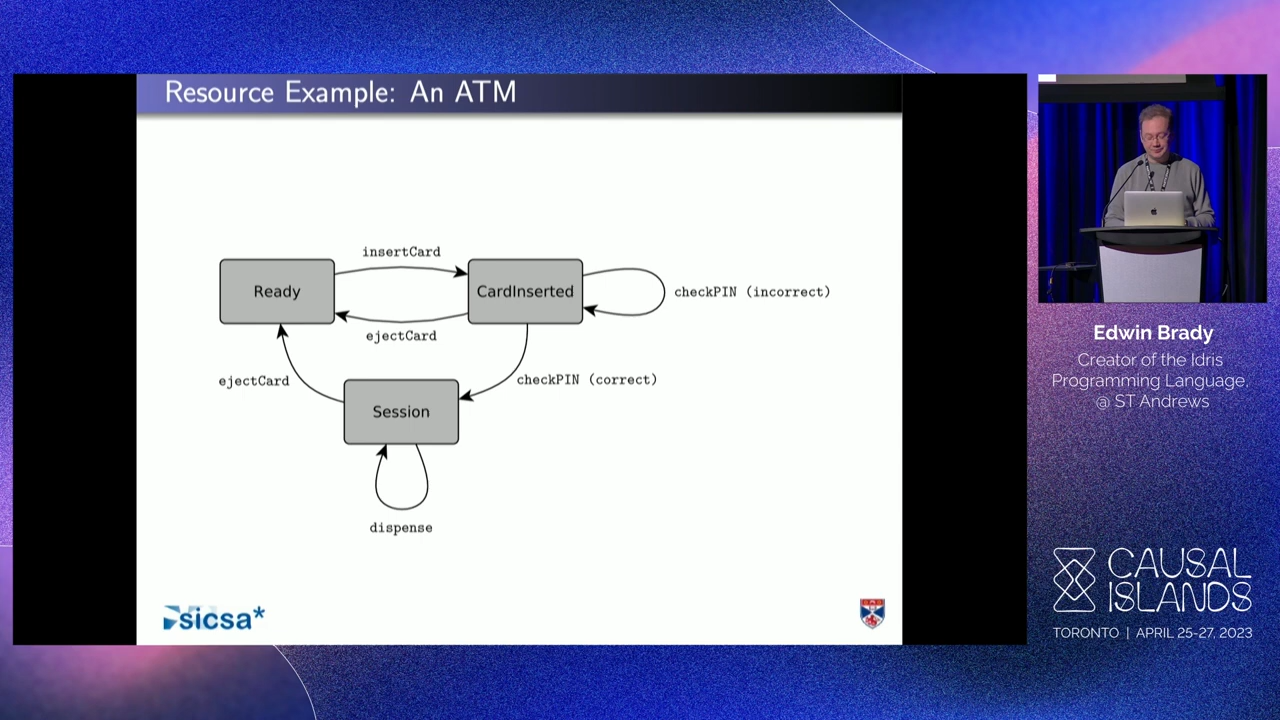 Resource Example: An ATM
insertCard
Ready
CardInserted
checkPIN (incorrect)
ejectCard
ejectCard
checkPIN (correct)
Session
dispense
sicsa*
Edwin Brady
Creator of the Idris
Programming Language,
@ ST Andrews
CAUSAL
ISLANDS
TORONTO | APRIL 25-27, 2023